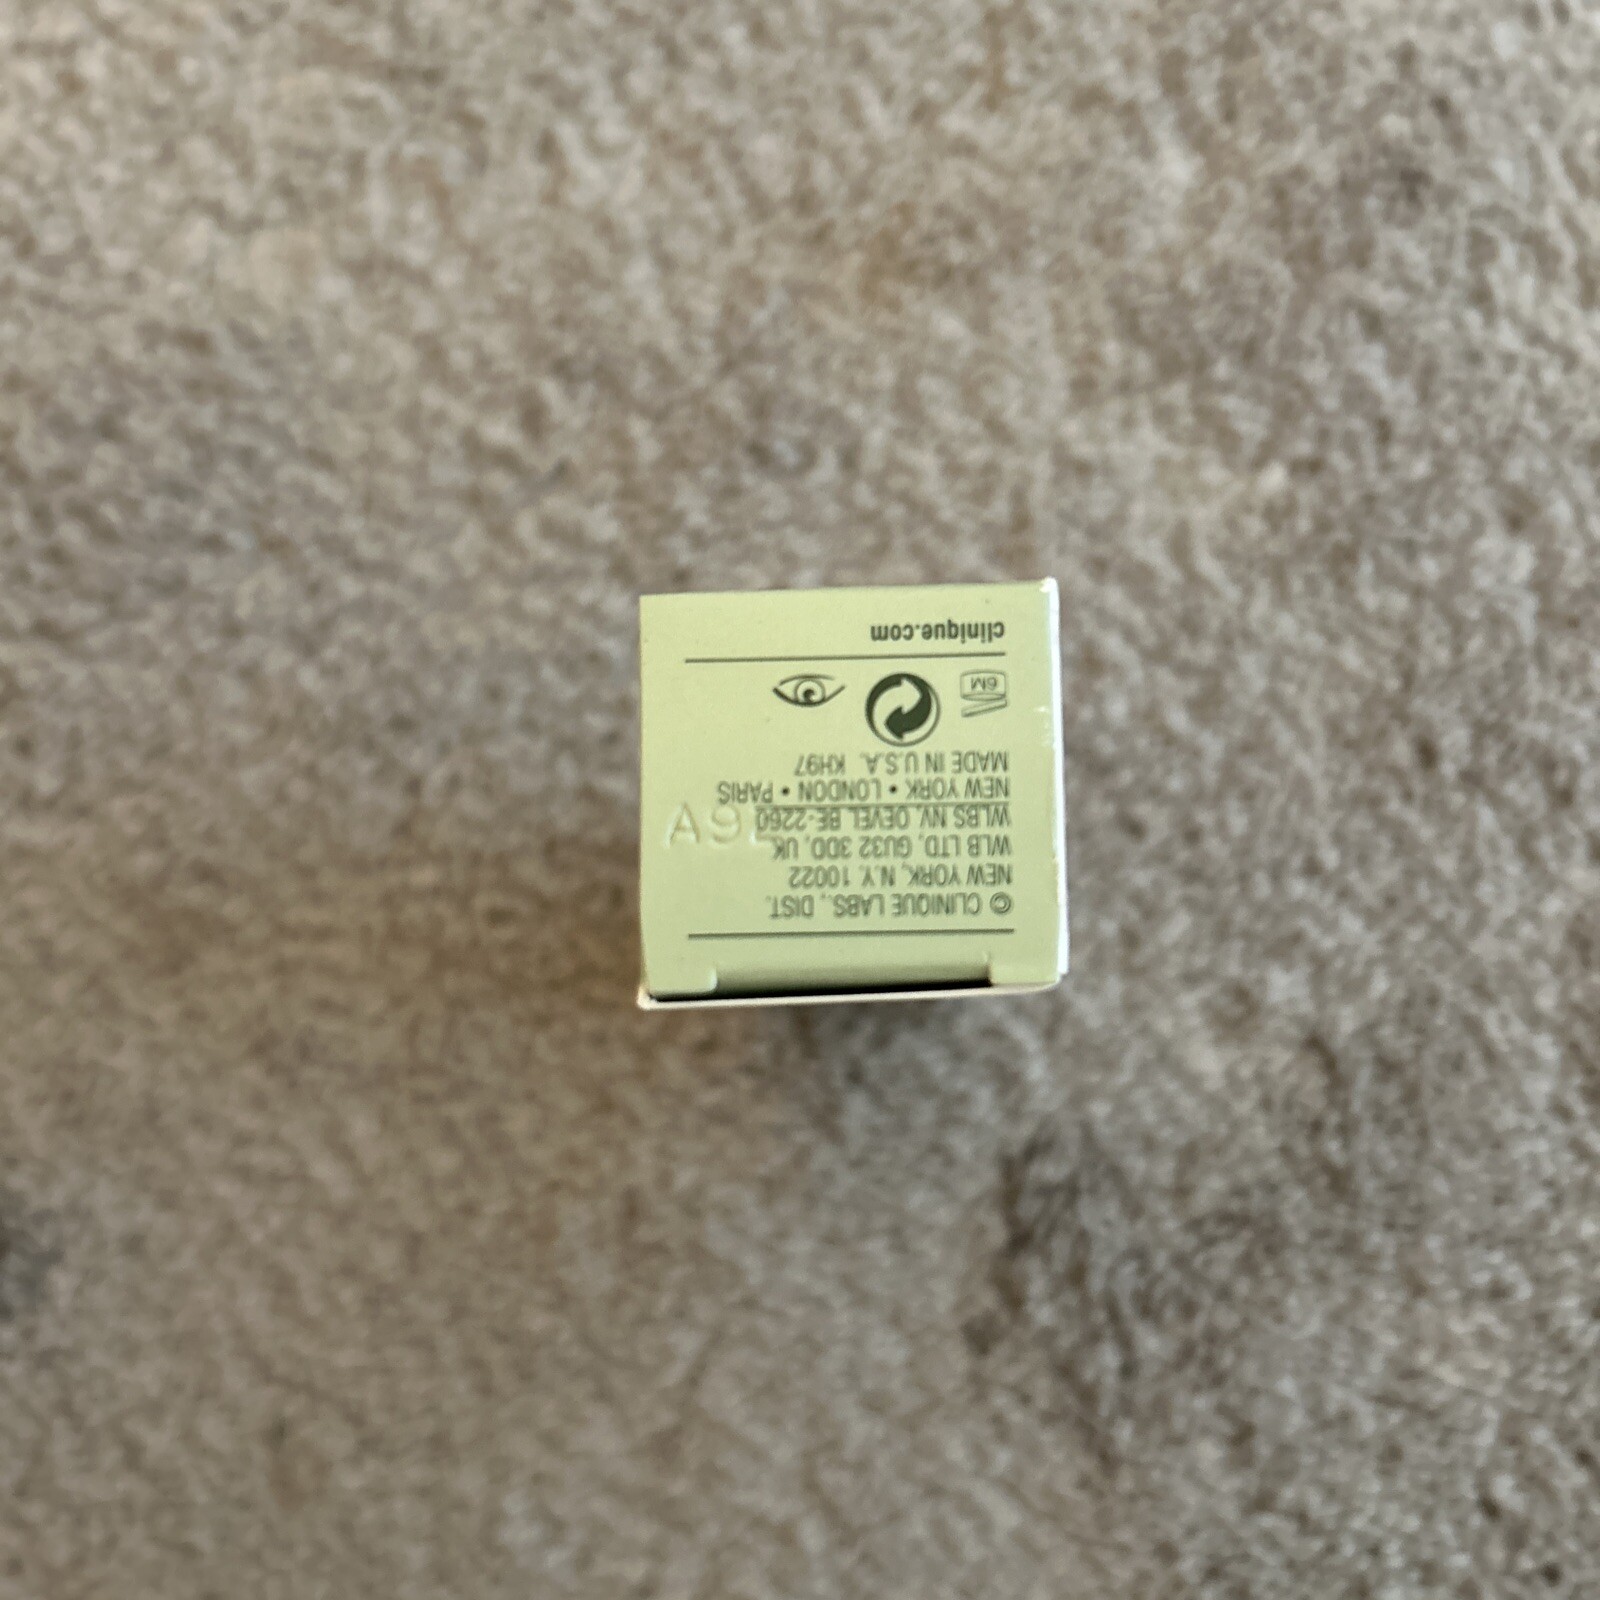 © CLINIQUE LABS., DIST.
NEW YORK, N.Y. 10022
WLB LTD, GU32 3DD, UK
WLBS NV, OEVEL BE-2260
NEW YORK • LONDON • PARIS
MADE IN U.S.A. KH97
6M
clinique.com